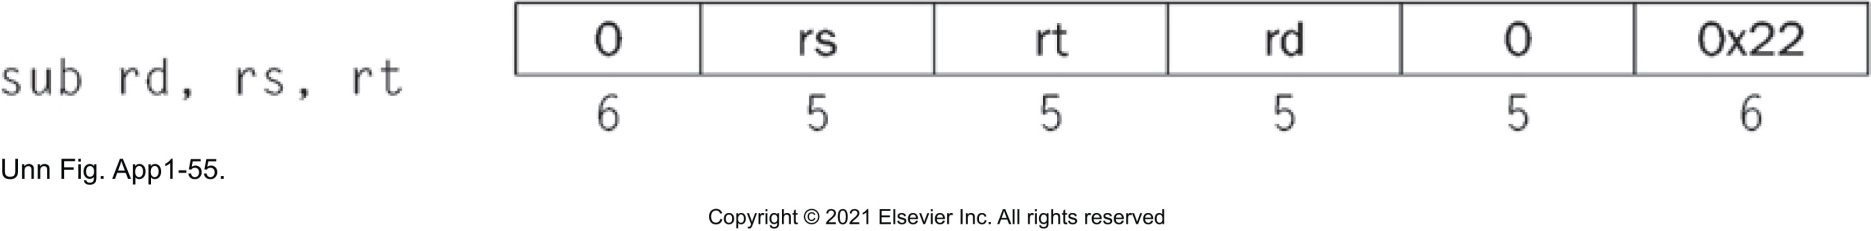 0 rs rt rd 0 0x22
sub rd, rs, rt
6 5 5 5 5 6
Unn Fig. App1-55.
Copyright © 2021 Elsevier Inc. All rights reserved